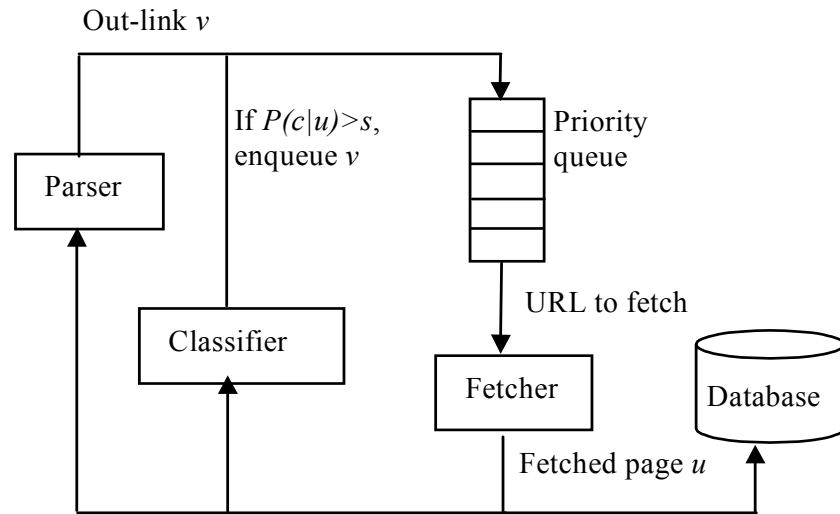 Out-link v
If P(c|u)>s,
enqueue v
Priority
queue
Parser
URL to fetch
Classifier
Fetcher
Database
Fetched page u